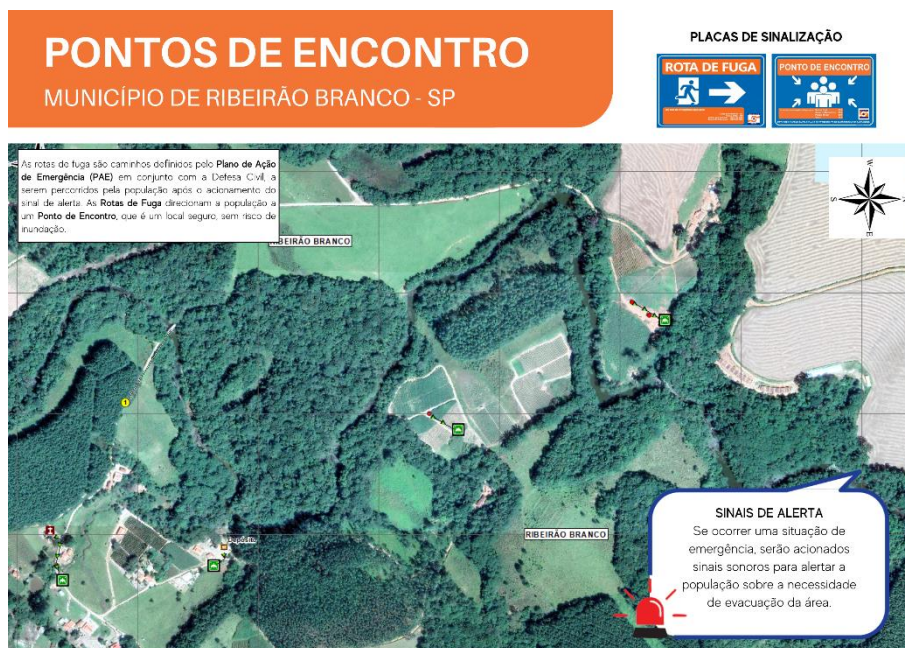 PONTOS DE ENCONTRO
MUNICÍPIO DE RIBEIRÃO BRANCO - SP
PLACAS DE SINALIZAÇÃO
ROTA DE FUGA
PONTO DE ENCONTRO
As rotas de fuga são caminhos definidos pelo Plano de Ação
de Emergência (PAE) em conjunto com a Defesa Civil, a
serem percorridos pela população após o acionamento do
sinal de alerta. As Rotas de Fuga direcionam a população a
um Ponto de Encontro, que é um local seguro, sem risco de
inundação.
W
S
N
E
RIBEIRÃO BRANCO
1
Depósito
RIBEIRÃO BRANCO
SINAIS DE ALERTA
Se ocorrer uma situação de
emergência, serão acionados
sinais sonoros para alertar a
população sobre a necessidade
de evacuação da área.